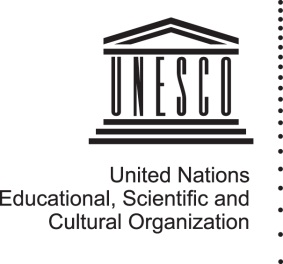 UNESCO
United Nations
Educational, Scientific and
Cultural Organization